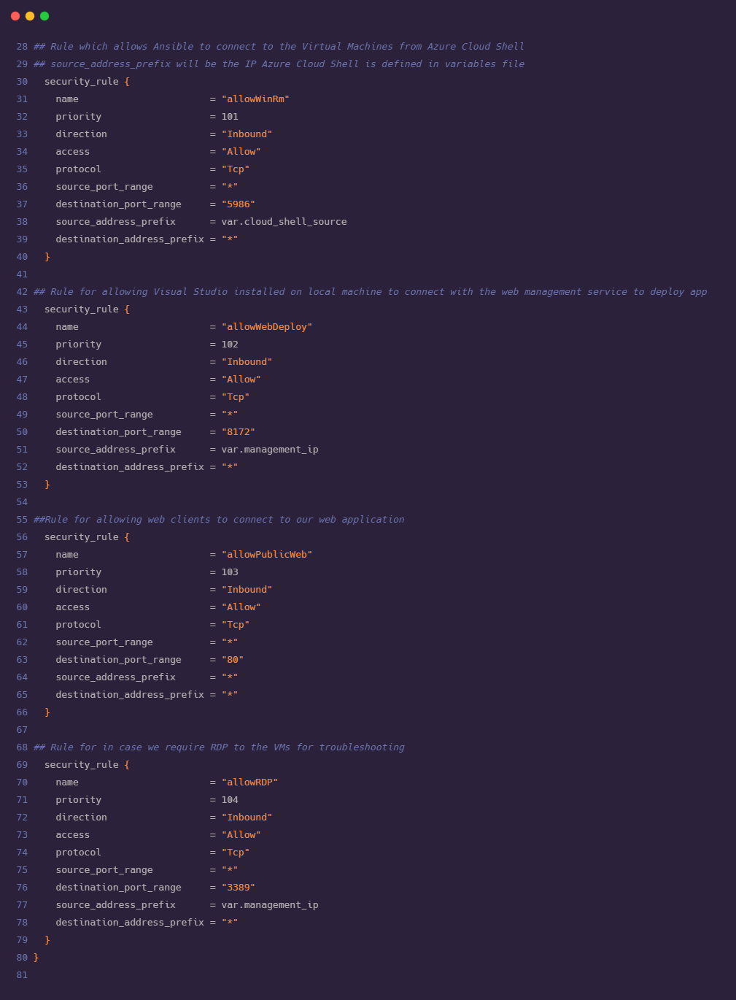 28 ## Rule which allows Ansible to connect to the Virtual Machines from Azure Cloud Shell
29 ## source_address_prefix will be the IP Azure Cloud Shell is defined in variables file
30   security_rule {
31     name                       = "allowWinRm"
32     priority                   = 101
33     direction                  = "Inbound"
34     access                     = "Allow"
35     protocol                   = "Tcp"
36     source_port_range          = "*"
37     destination_port_range     = "5986"
38     source_address_prefix      = var.cloud_shell_source
39     destination_address_prefix = "*"
40   }
41
42 ## Rule for allowing Visual Studio installed on local machine to connect with the web management service to deploy app
43   security_rule {
44     name                       = "allowWebDeploy"
45     priority                   = 102
46     direction                  = "Inbound"
47     access                     = "Allow"
48     protocol                   = "Tcp"
49     source_port_range          = "*"
50     destination_port_range     = "8172"
51     source_address_prefix      = var.management_ip
52     destination_address_prefix = "*"
53   }
54
55 ##Rule for allowing web clients to connect to our web application
56   security_rule {
57     name                       = "allowPublicWeb"
58     priority                   = 103
59     direction                  = "Inbound"
60     access                     = "Allow"
61     protocol                   = "Tcp"
62     source_port_range          = "*"
63     destination_port_range     = "80"
64     source_address_prefix      = "*"
65     destination_address_prefix = "*"
66   }
67
68 ## Rule for in case we require RDP to the VMs for troubleshooting
69   security_rule {
70     name                       = "allowRDP"
71     priority                   = 104
72     direction                  = "Inbound"
73     access                     = "Allow"
74     protocol                   = "Tcp"
75     source_port_range          = "*"
76     destination_port_range     = "3389"
77     source_address_prefix      = var.management_ip
78     destination_address_prefix = "*"
79   }
80 }
81